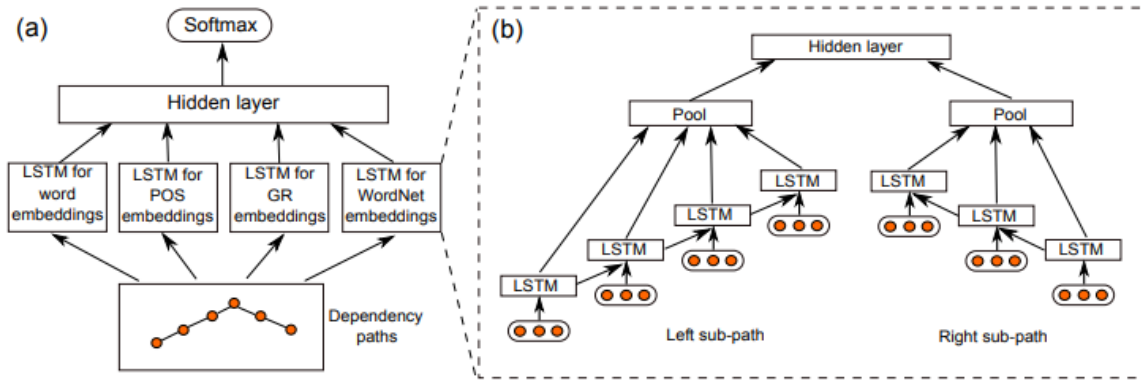 (a)
Softmax
Hidden layer
LSTM for
word
embeddings
LSTM for
POS
embeddings
LSTM for
GR
embeddings
LSTM for
WordNet
embeddings
Dependency
paths
(b)
Hidden layer
Pool
Pool
LSTM
LSTM
LSTM
LSTM
LSTM
LSTM
LSTM
Left sub-path
Right sub-path